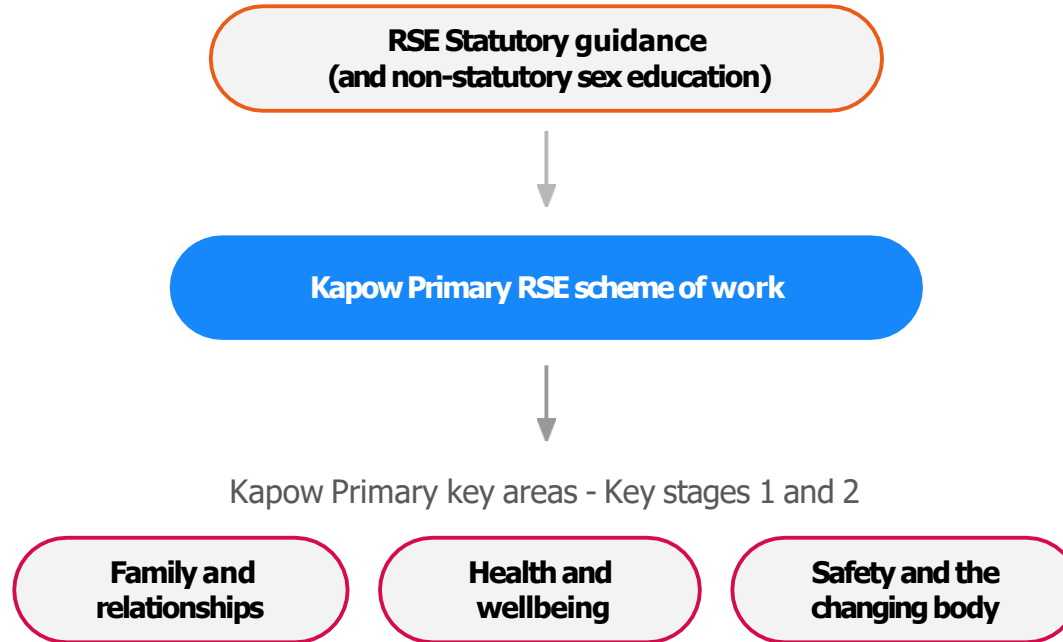 RSE Statutory guidance
(and non-statutory sex education)
Kapow Primary RSE scheme of work
Kapow Primary key areas - Key stages 1 and 2
Family and
relationships
Health and
wellbeing
Safety and the
changing body